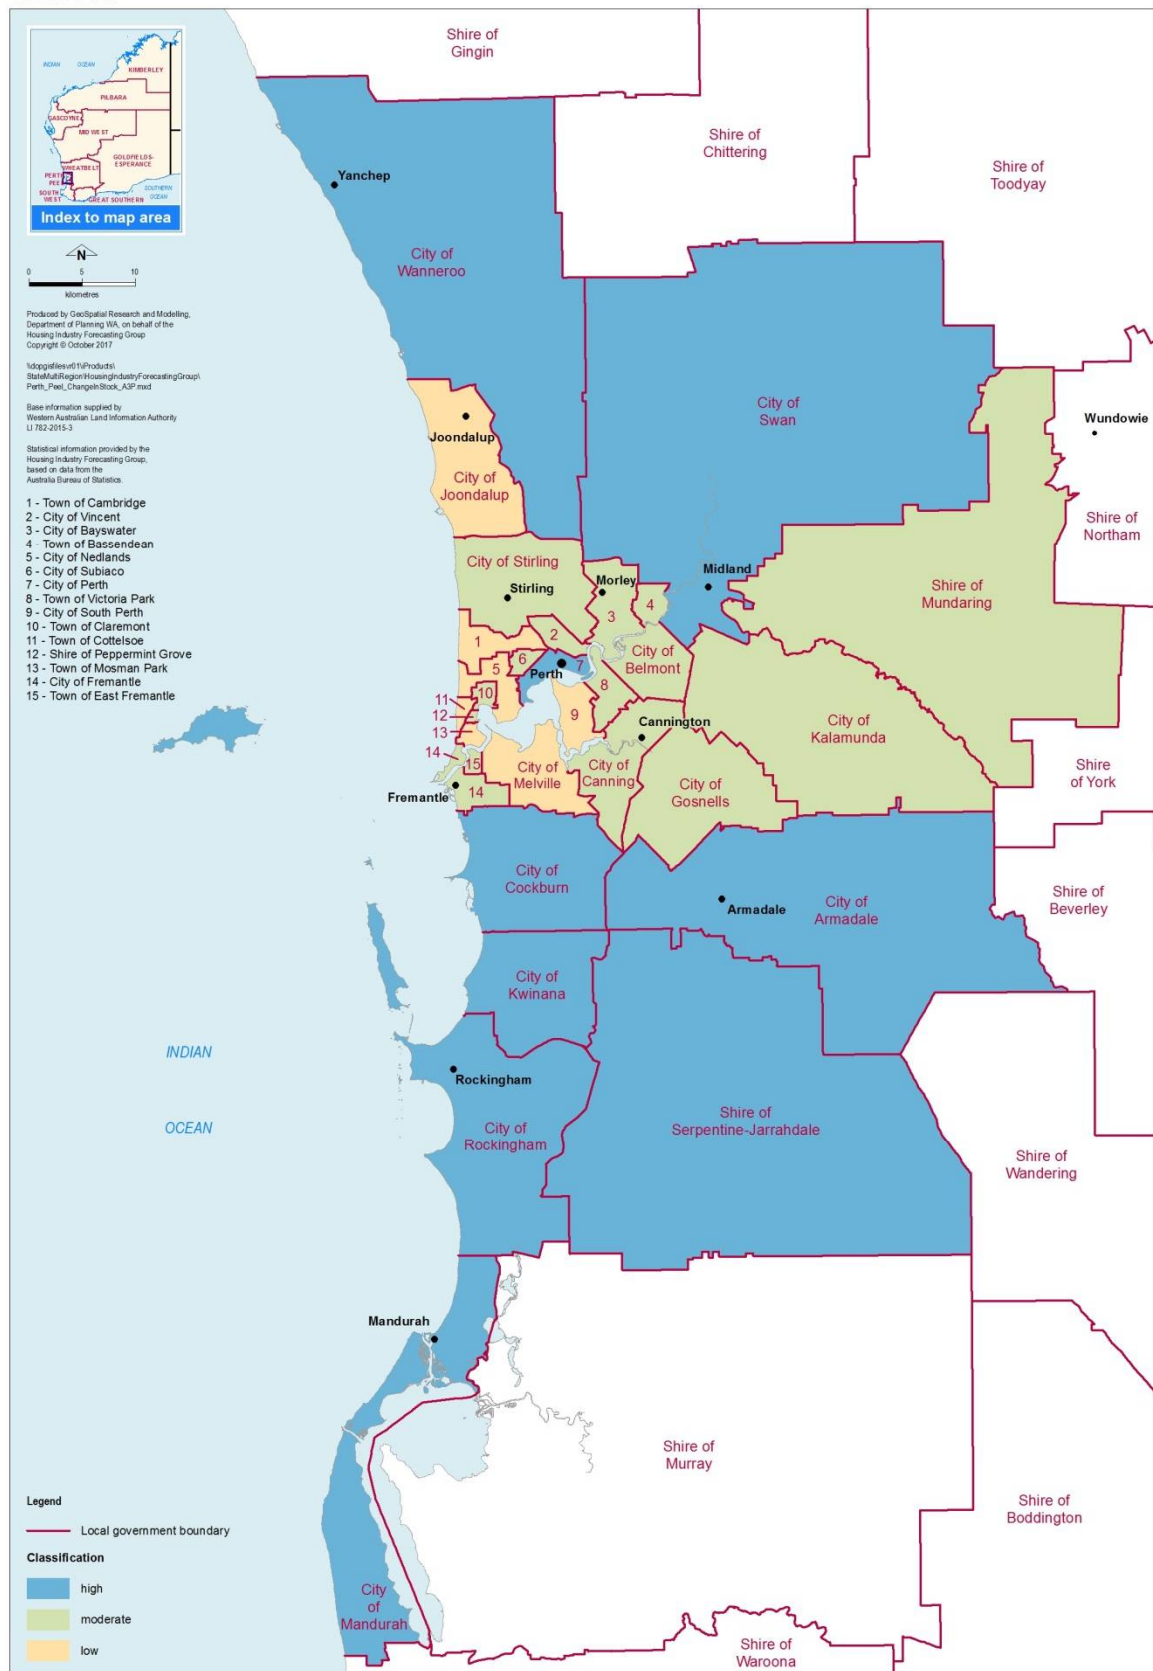 INDIAN OCEAN
KIMBERLEY
PILBARA
GASCOYNE
MID WEST
GOLDFIELDS-
ESPERANCE
WHEATBELT
PERTH
PEEL
SOUTH
WEST
GREAT SOUTHERN
SOUTHERN
OCEAN
Index to map area
N
0 5 10
kilometres
Produced by GeoSpatial Research and Modelling,
Department of Planning WA, on behalf of the
Housing Industry Forecasting Group
Copyright © October 2017
StateMultiRegion\HousingIndustryForecastingGroup\
Perth_Peel_ChangeInStock_A3P.mxd
Base information supplied by
Western Australian Land Information Authority
LI 782-2015-3
Statistical information provided by the
Housing Industry Forecasting Group,
based on data from the
Australia Bureau of Statistics.
1 - Town of Cambridge
2 - City of Vincent
3 - City of Bayswater
4 - Town of Bassendean
5 - City of Nedlands
6 - City of Subiaco
7 - City of Perth
8 - Town of Victoria Park
9 - City of South Perth
10 - Town of Claremont
11 - Town of Cottelsoe
12 - Shire of Peppermint Grove
13 - Town of Mosman Park
14 - City of Fremantle
15 - Town of East Fremantle
Shire of
Gingin
Shire of
Chittering
Shire of
Toodyay
Yanchep
City of
Wanneroo
City of
Swan
Wundowie
Joondalup
City of
Joondalup
Shire of
Northam
City of Stirling
Stirling
Morley
Midland
Shire of
Mundaring
1
2
3
4
5
6
7
Perth
City of
Belmont
8
9
10
11
12
13
14
15
14
Cannington
City of
Kalamunda
City of
Melville
City of
Canning
City of
Gosnells
Shire
of York
Fremantle
City of
Cockburn
Armadale
City of
Armadale
Shire of
Beverley
City of
Kwinana
INDIAN
OCEAN
Rockingham
City of
Rockingham
Shire of
Serpentine-Jarrahdale
Shire of
Wandering
Mandurah
Shire of
Murray
Shire of
Boddington
City
of
Mandurah
Shire of
Waroona
Legend
Local government boundary
Classification
high
moderate
low